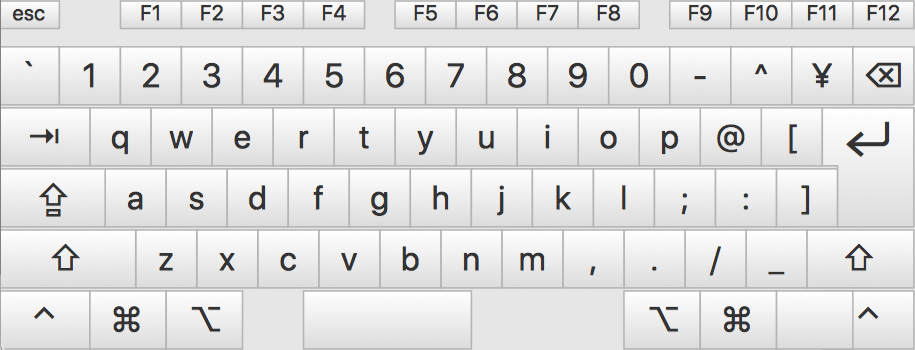 esc F1 F2 F3 F4 F5 F6 F7 F8 F9 F10 F11 F12
` 1 2 3 4 5 6 7 8 9 0 - ^ ¥ ⌫
⇥ q w e r t y u i o p @ [ ↵
⇪ a s d f g h j k l ; : ]
⇧ z x c v b n m , . / _ ⇧
^ ⌘ ⌥ ⌥ ⌘ ^